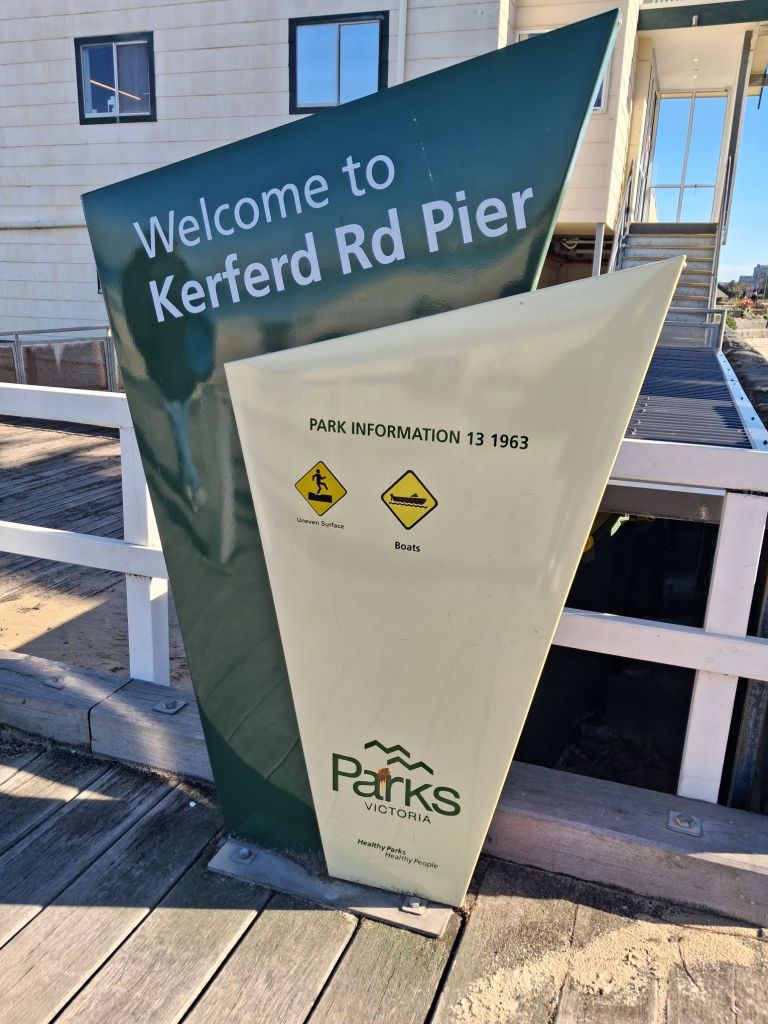 Welcome to
Kerferd Rd Pier
PARK INFORMATION 13 1963
Uneven Surface
Boats
Parks
VICTORIA
Healthy Parks
Healthy People